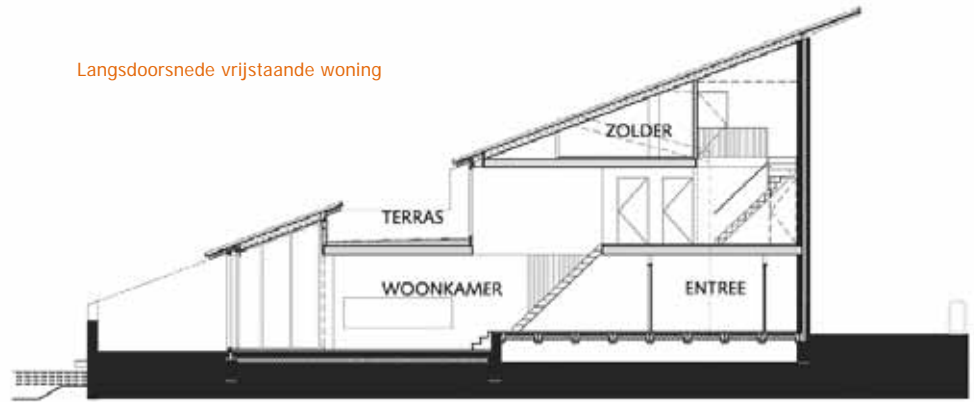 Langsdoorsnede vrijstaande woning
ZOLDER
TERRAS
WOONKAMER
ENTREE